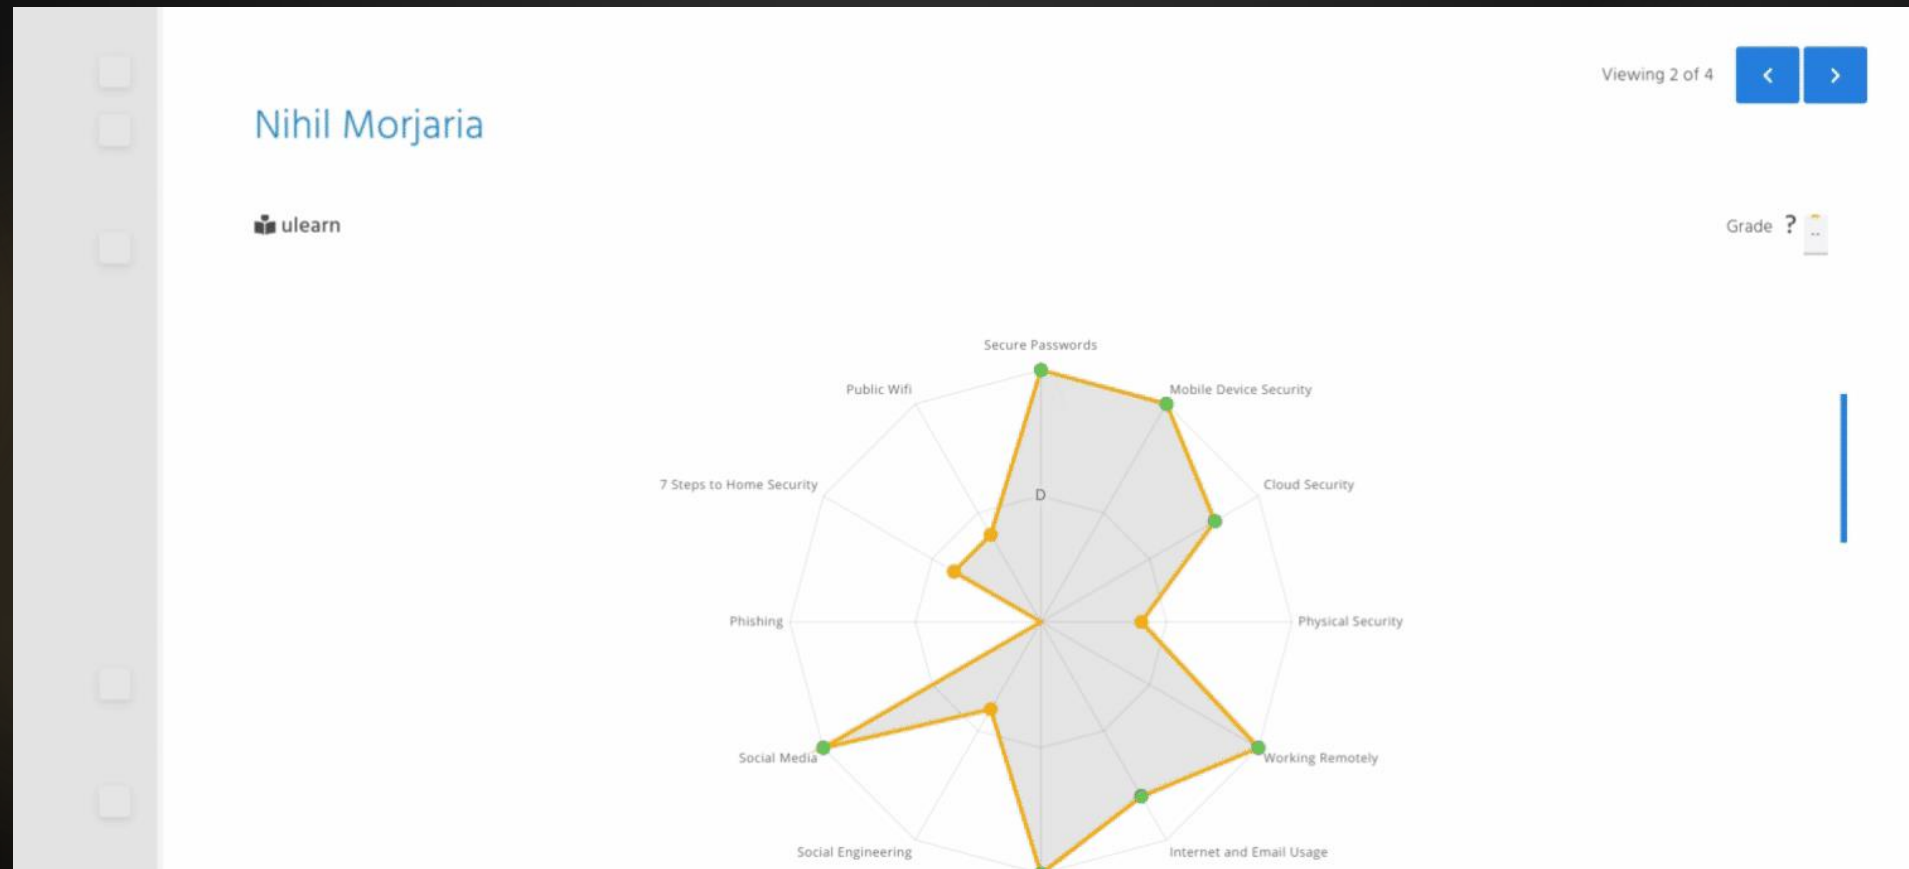 Viewing 2 of 4
Nihil Morjaria
ulearn
Grade ?
Secure Passwords
Public Wifi
Mobile Device Security
7 Steps to Home Security
Cloud Security
D
Phishing
Physical Security
Social Media
Working Remotely
Social Engineering
Internet and Email Usage